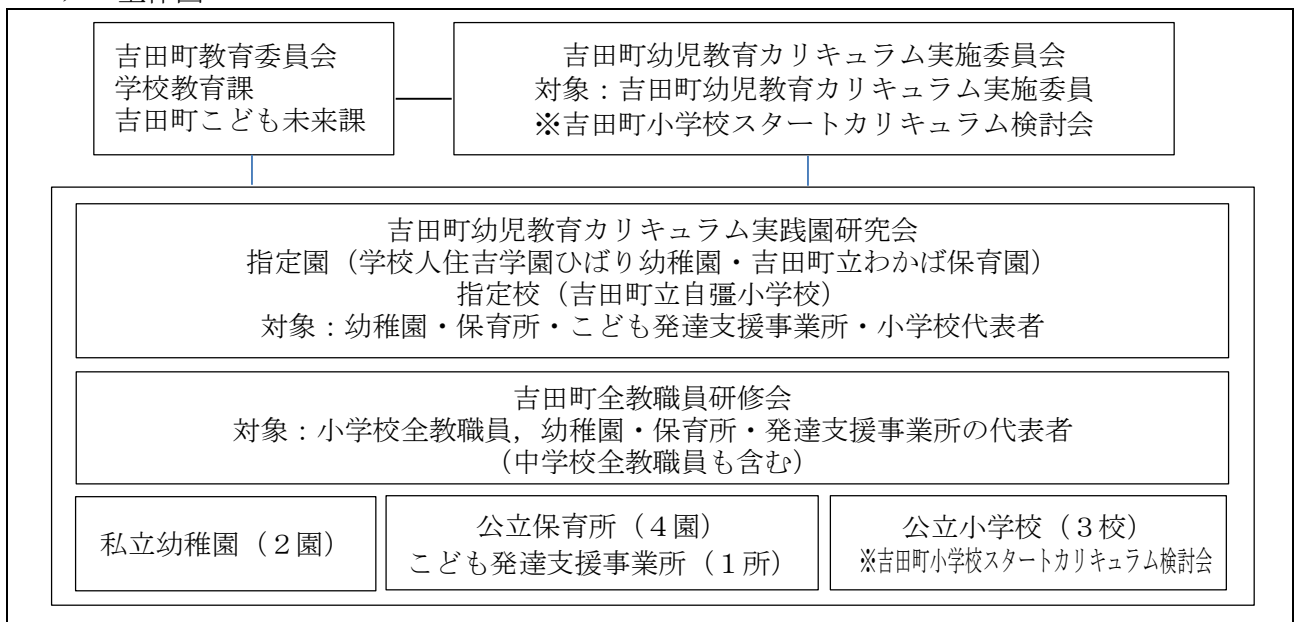 吉田町教育委員会
学校教育課
吉田町こども未来課
吉田町幼児教育カリキュラム実施委員会
対象：吉田町幼児教育カリキュラム実施委員
※吉田町小学校スタートカリキュラム検討会
吉田町幼児教育カリキュラム実践園研究会
指定園（学校人住吉学園ひばり幼稚園・吉田町立わかば保育園）
指定校（吉田町立自彊小学校）
対象：幼稚園・保育所・こども発達支援事業所・小学校代表者
吉田町全教職員研修会
対象：小学校全教職員，幼稚園・保育所・発達支援事業所の代表者
（中学校全教職員も含む）
私立幼稚園（２園）
公立保育所（４園）
こども発達支援事業所（１所）
公立小学校（３校）
※吉田町小学校スタートカリキュラム検討会